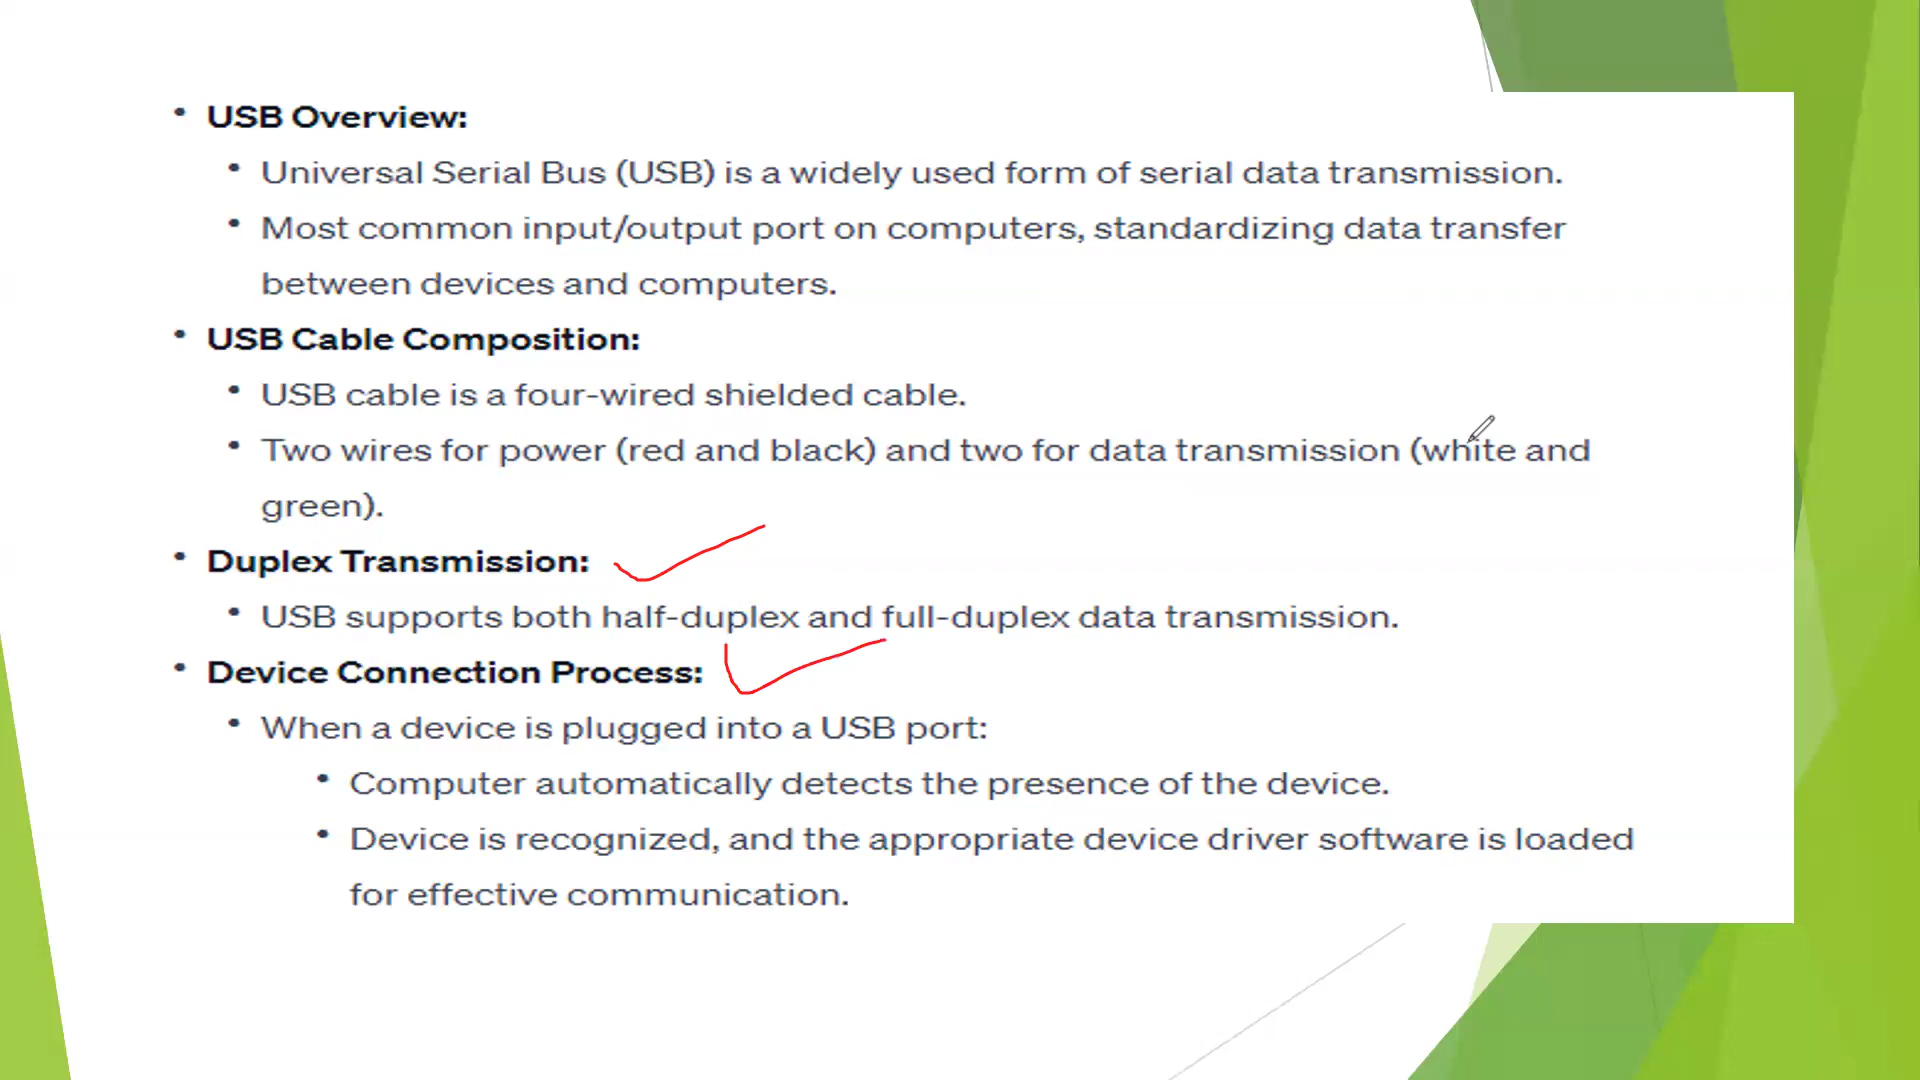 • USB Overview:
• Universal Serial Bus (USB) is a widely used form of serial data transmission.
• Most common input/output port on computers, standardizing data transfer
between devices and computers.
• USB Cable Composition:
• USB cable is a four-wired shielded cable.
• Two wires for power (red and black) and two for data transmission (white and
green).
• Duplex Transmission:
• USB supports both half-duplex and full-duplex data transmission.
• Device Connection Process:
• When a device is plugged into a USB port:
• Computer automatically detects the presence of the device.
• Device is recognized, and the appropriate device driver software is loaded
for effective communication.